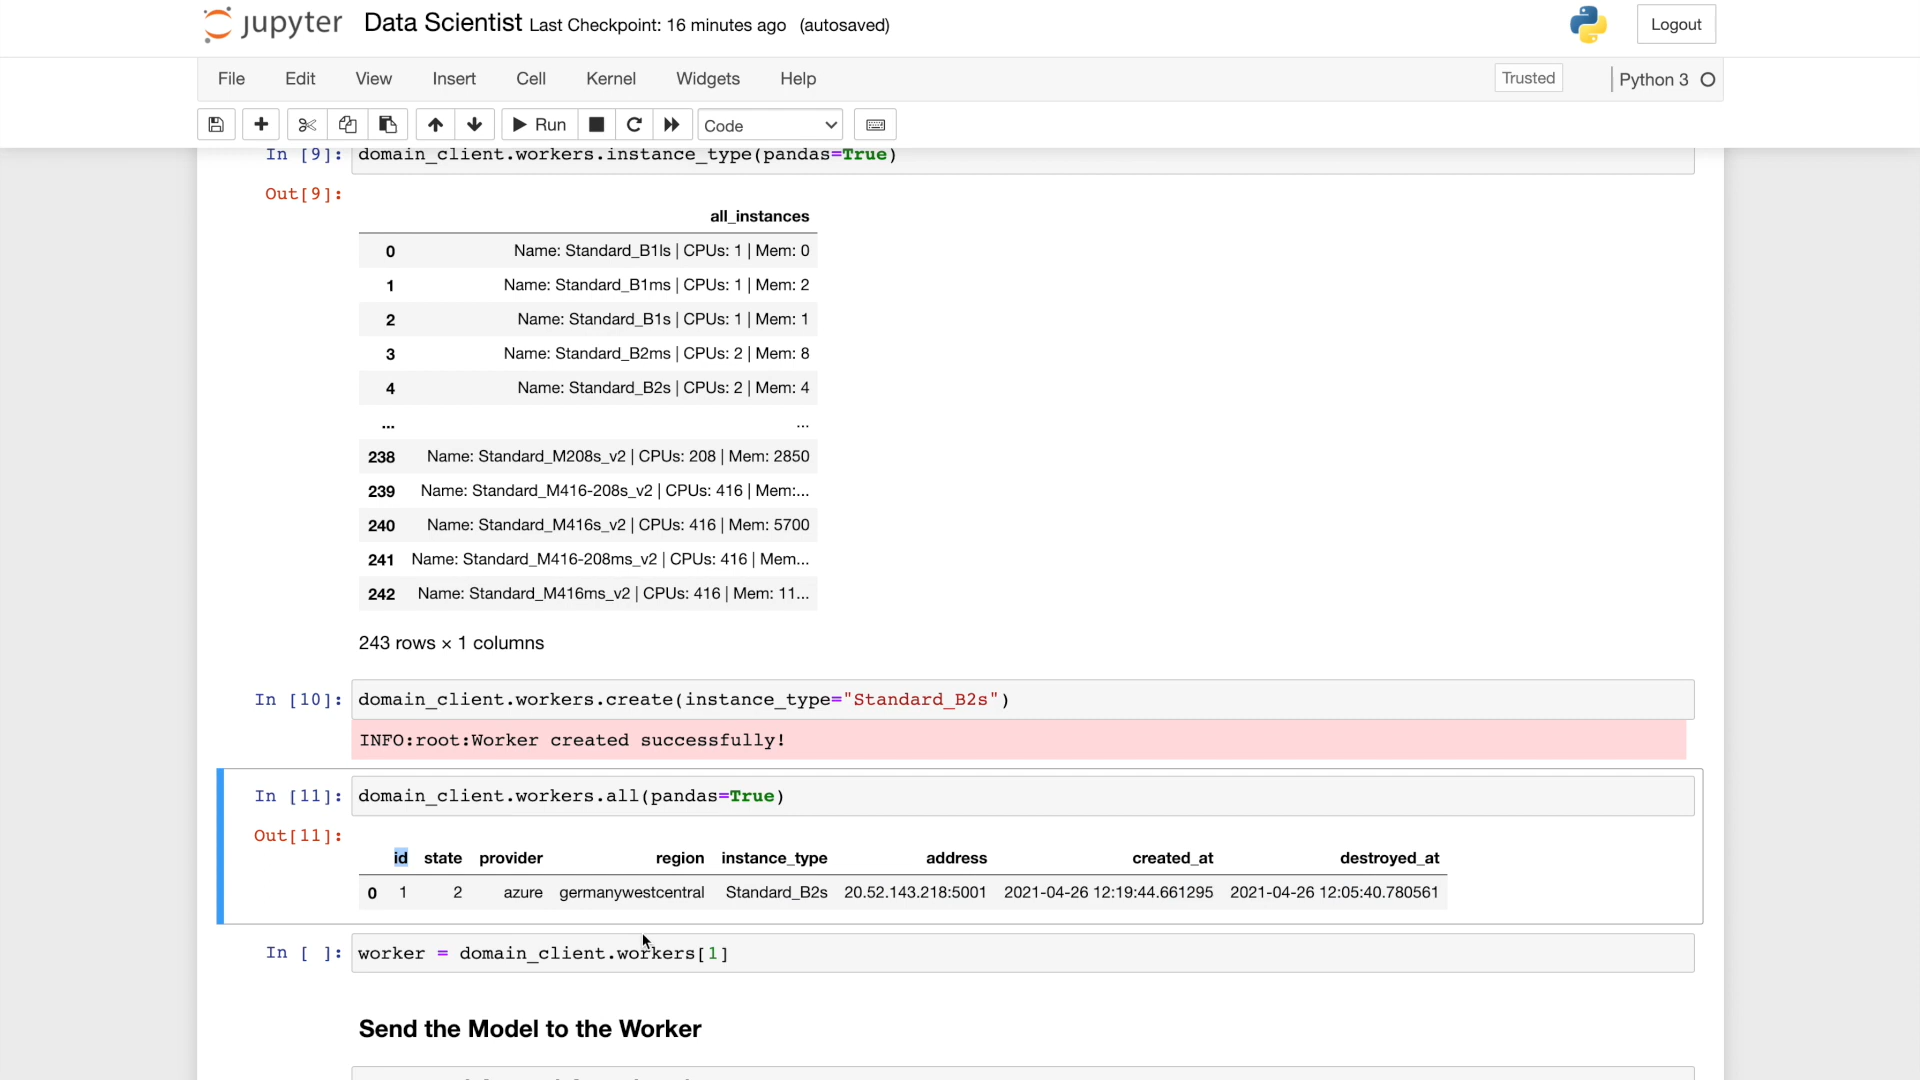 jupyter Data Scientist Last Checkpoint: 16 minutes ago (autosaved) Logout
File Edit View Insert Cell Kernel Widgets Help Trusted Python 3
Run Code
In [9]: domain_client.workers.instance_type(pandas=True)
Out[9]:
all_instances
0 Name: Standard_B1ls | CPUs: 1 | Mem: 0
1 Name: Standard_B1ms | CPUs: 1 | Mem: 2
2 Name: Standard_B1s | CPUs: 1 | Mem: 1
3 Name: Standard_B2ms | CPUs: 2 | Mem: 8
4 Name: Standard_B2s | CPUs: 2 | Mem: 4
... ...
238 Name: Standard_M208s_v2 | CPUs: 208 | Mem: 2850
239 Name: Standard_M416-208s_v2 | CPUs: 416 | Mem:...
240 Name: Standard_M416s_v2 | CPUs: 416 | Mem: 5700
241 Name: Standard_M416-208ms_v2 | CPUs: 416 | Mem...
242 Name: Standard_M416ms_v2 | CPUs: 416 | Mem: 11...
243 rows × 1 columns
In [10]: domain_client.workers.create(instance_type="Standard_B2s")
INFO:root:Worker created successfully!
In [11]: domain_client.workers.all(pandas=True)
Out[11]:
id state provider region instance_type address created_at destroyed_at
0 1 2 azure germanywestcentral Standard_B2s 20.52.143.218:5001 2021-04-26 12:19:44.661295 2021-04-26 12:05:40.780561
In [ ]: worker = domain_client.workers[1]
Send the Model to the Worker